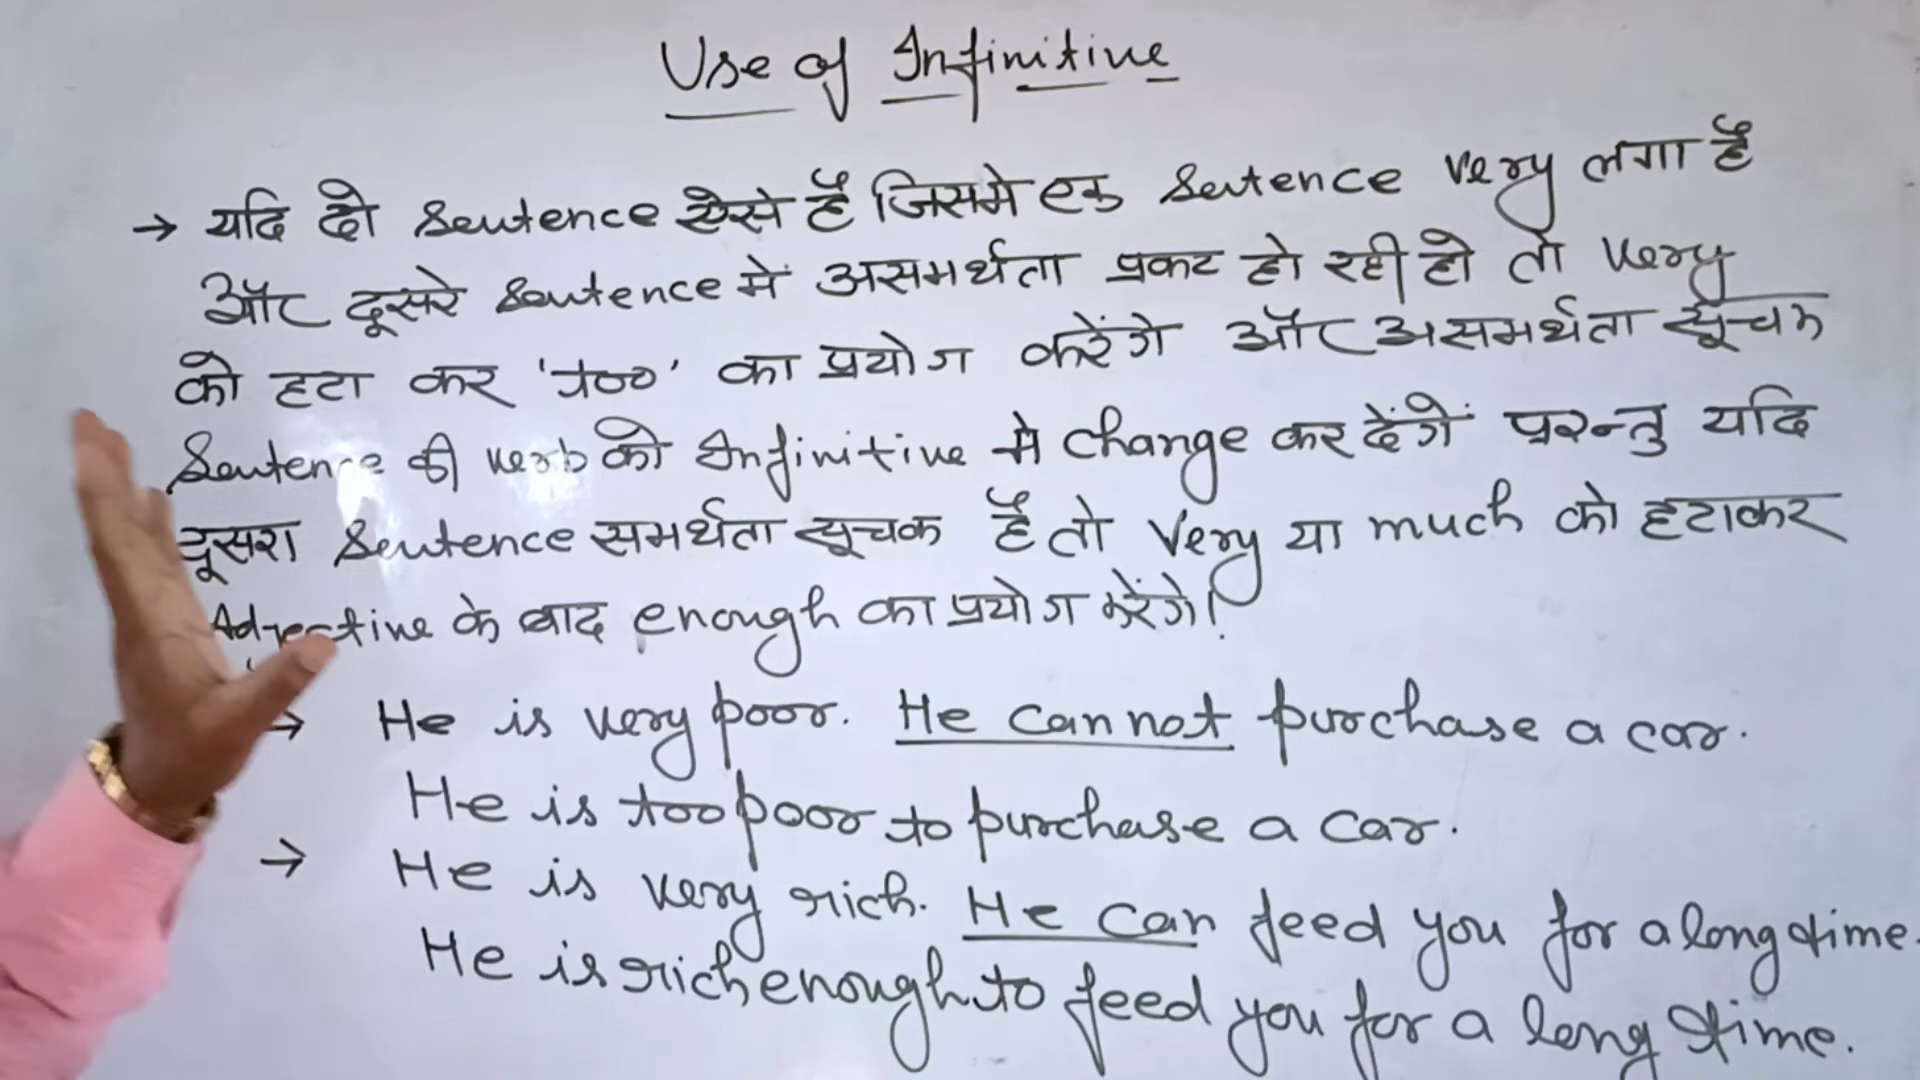 Use of Infinitive
→ यदि दो Sentence ऐसे हैं जिसमे एक Sentence very लगा है
और दूसरे Sentence में असमर्थता प्रकट हो रही हो तो very
को हटा कर 'too' का प्रयोग करेंगे और असमर्थता सूचक
Sentence की verb को Infinitive मे change कर देंगें परन्तु यदि
दूसरा Sentence समर्थता सूचक है तो Very या much को हटाकर
Adjective के बाद enough का प्रयोग करेंगे।
→ He is very poor. He can not purchase a car.
He is too poor to purchase a car.
→ He is very rich. He can feed you for a long time.
He is rich enough to feed you for a long time.